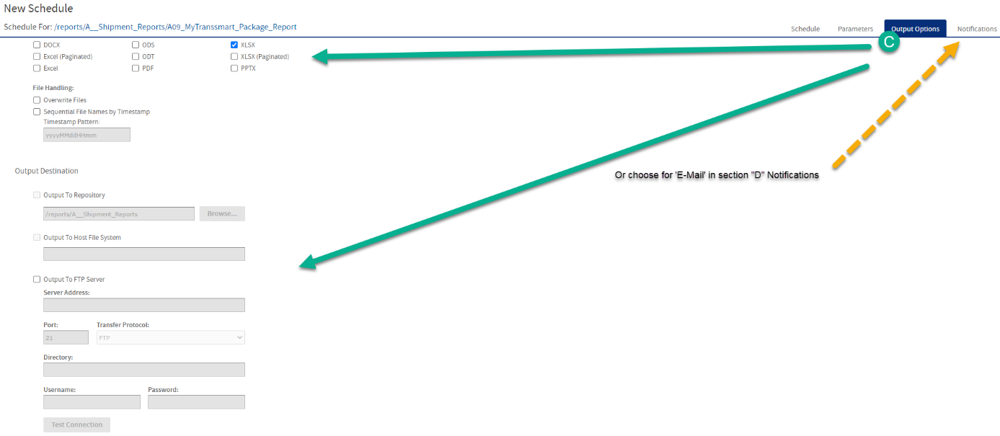 New Schedule
Schedule For: /reports/A__Shipment_Reports/A09_MyTranssmart_Package_Report
Schedule Parameters Output Options Notifications
C
DOCX ODS XLSX
Excel (Paginated) ODT XLSX (Paginated)
Excel PDF PPTX
File Handling:
Overwrite Files
Sequential File Names by Timestamp
Timestamp Pattern:
yyyyMMddHHmm
Output Destination
Or choose for 'E-Mail' in section "D" Notifications
Output To Repository
/reports/A__Shipment_Reports Browse...
Output To Host File System
Output To FTP Server
Server Address:
Port: Transfer Protocol:
21 FTP
Directory:
Username: Password:
Test Connection